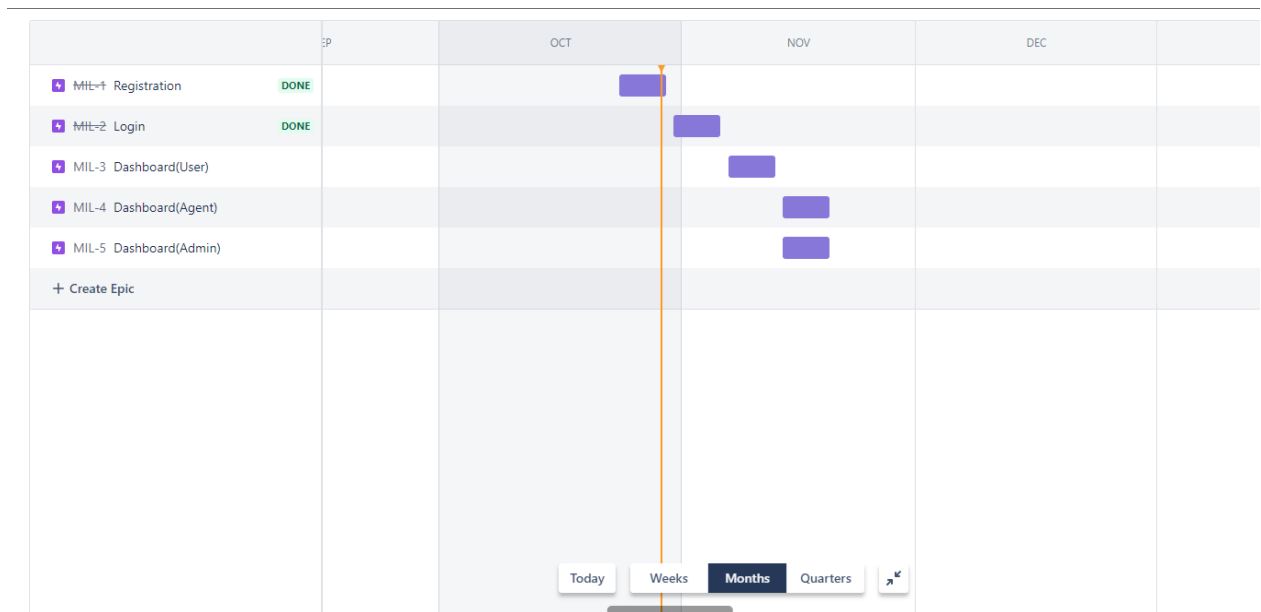 EP OCT NOV DEC
MIL-1 Registration DONE
MIL-2 Login DONE
MIL-3 Dashboard(User)
MIL-4 Dashboard(Agent)
MIL-5 Dashboard(Admin)
+ Create Epic
Today Weeks Months Quarters